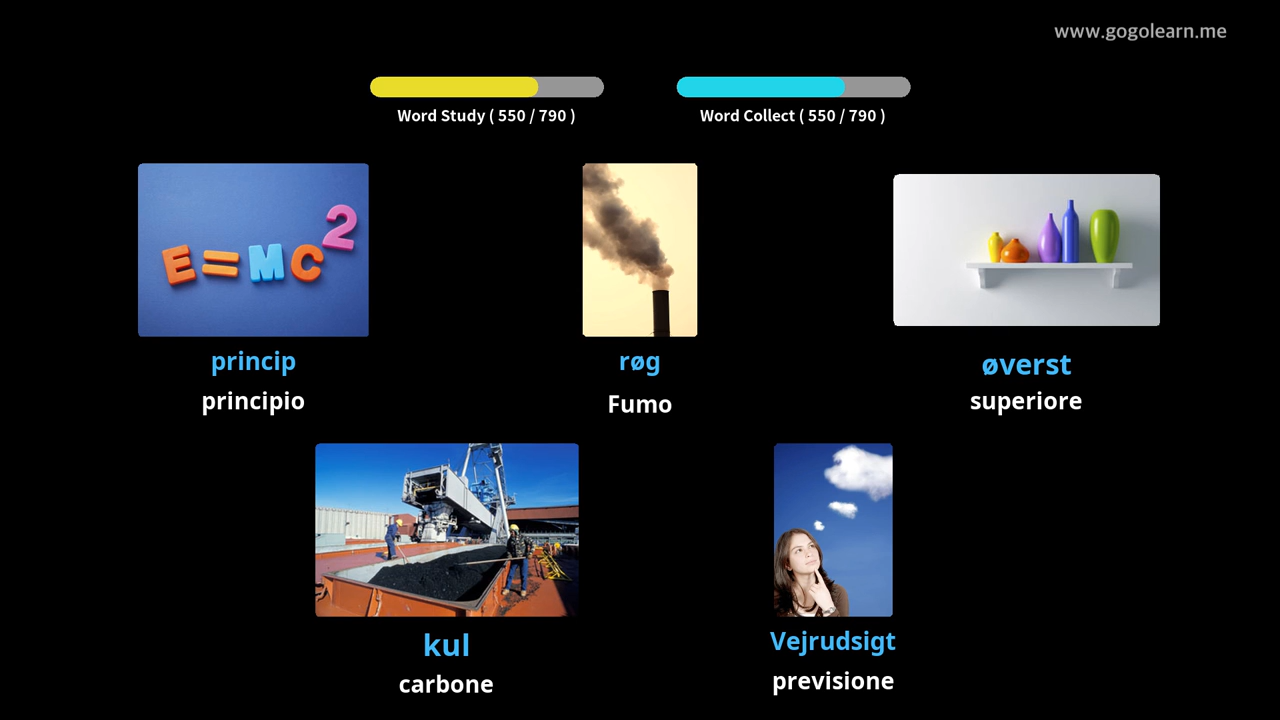 www.gogolearn.me
Word Study ( 550 / 790 )
Word Collect ( 550 / 790 )
E=MC2
princip
principio
røg
Fumo
øverst
superiore
kul
carbone
Vejrudsigt
previsione